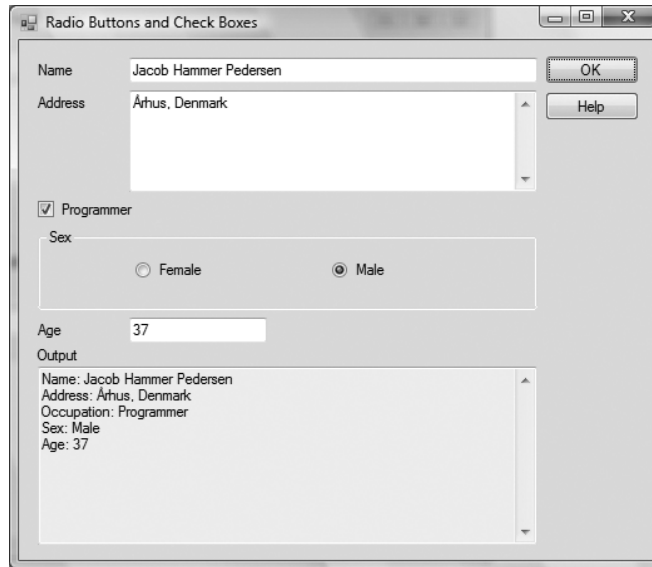 Radio Buttons and Check Boxes
Name Jacob Hammer Pedersen OK
Address Århus, Denmark Help
Programmer
Sex
Female Male
Age 37
Output
Name: Jacob Hammer Pedersen
Address: Århus, Denmark
Occupation: Programmer
Sex: Male
Age: 37